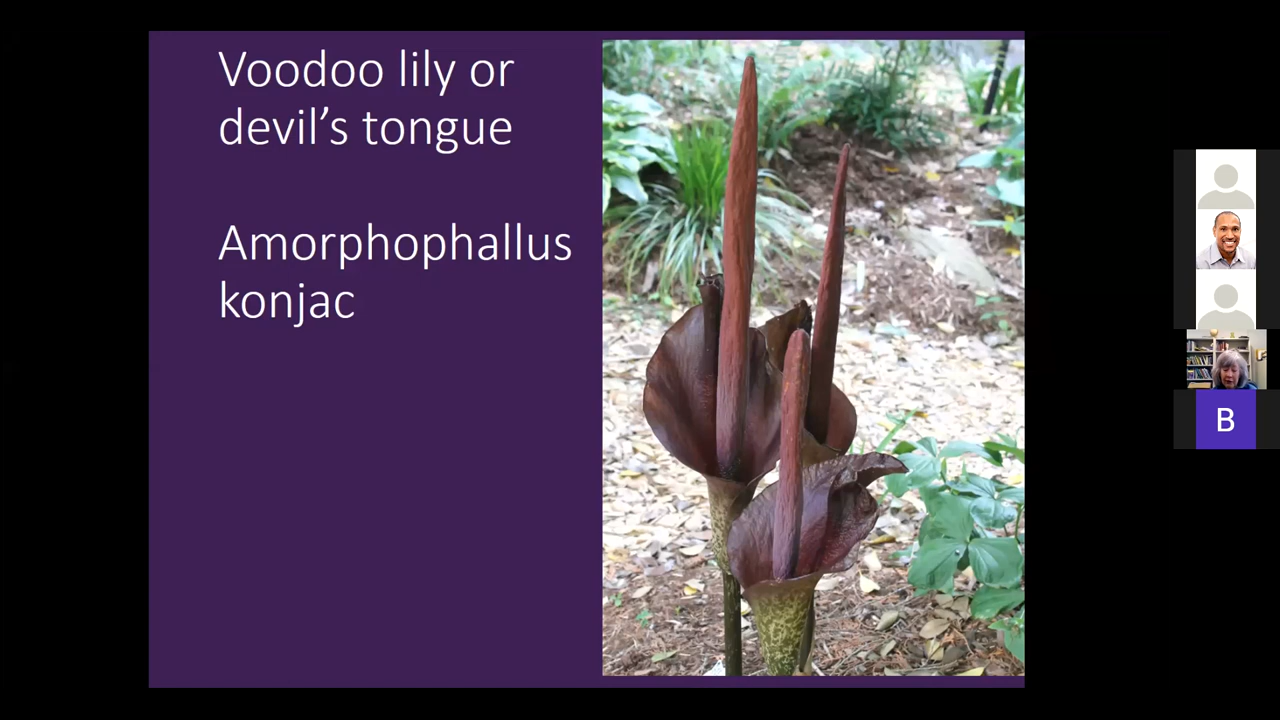 Voodoo lily or
devil’s tongue
Amorphophallus
konjac
B